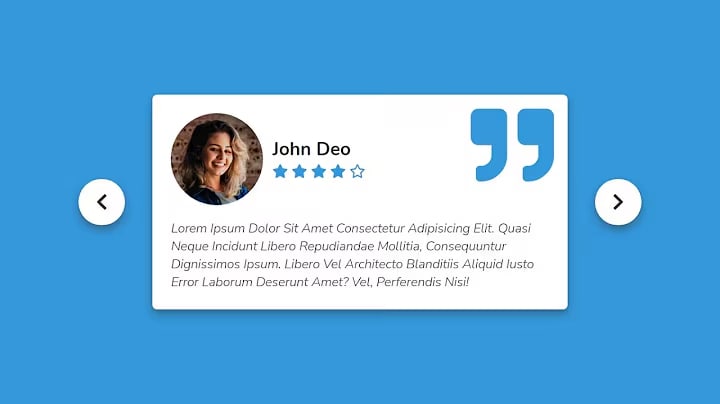 John Deo
Lorem Ipsum Dolor Sit Amet Consectetur Adipisicing Elit. Quasi
Neque Incidunt Libero Repudiandae Mollitia, Consequuntur
Dignissimos Ipsum. Libero Vel Architecto Blanditiis Aliquid Iusto
Error Laborum Deserunt Amet? Vel, Perferendis Nisi!